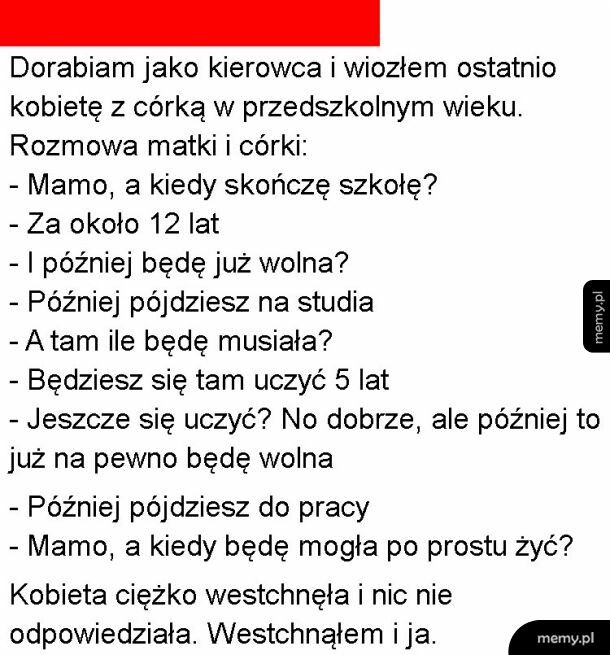 Dorabiam jako kierowca i wiozłem ostatnio
kobietę z córką w przedszkolnym wieku.
Rozmowa matki i córki:
- Mamo, a kiedy skończę szkołę?
- Za około 12 lat
- I później będę już wolna?
- Później pójdziesz na studia
- A tam ile będę musiała?
- Będziesz się tam uczyć 5 lat
- Jeszcze się uczyć? No dobrze, ale później to
już na pewno będę wolna
- Później pójdziesz do pracy
- Mamo, a kiedy będę mogła po prostu żyć?
Kobieta ciężko westchnęła i nic nie
odpowiedziała. Westchnąłem i ja.
memy.pl
memy.pl